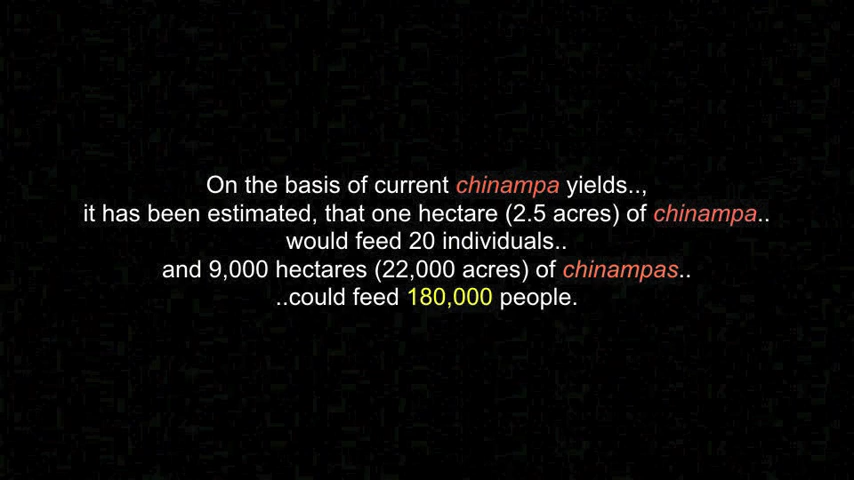 On the basis of current chinampa yields..,
it has been estimated, that one hectare (2.5 acres) of chinampa..
would feed 20 individuals..
and 9,000 hectares (22,000 acres) of chinampas..
..could feed 180,000 people.